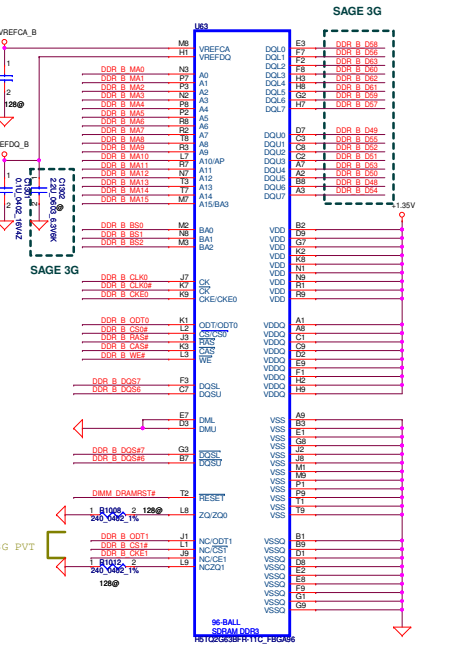 SAGE 3G
U63
VREFCA_B
M8 VREFCA DQL0 E3 DDR_B_D58
H1 VREFDQ DQL1 F7 DDR_B_D56
DQL2 F2 DDR_B_D63
DDR_B_MA0 N3 A0 DQL3 F8 DDR_B_D60
DDR_B_MA1 P7 A1 DQL4 H3 DDR_B_D62
DDR_B_MA2 P3 A2 DQL5 H8 DDR_B_D61
DDR_B_MA3 N2 A3 DQL6 G2 DDR_B_D59
DDR_B_MA4 P8 A4 DQL7 H7 DDR_B_D57
DDR_B_MA5 P2 A5
DDR_B_MA6 R8 A6
DDR_B_MA7 R2 A7 DQU0 D7 DDR_B_D49
DDR_B_MA8 T8 A8 DQU1 C3 DDR_B_D55
DDR_B_MA9 R3 A9 DQU2 C8 DDR_B_D52
DDR_B_MA10 L7 A10/AP DQU3 C2 DDR_B_D51
DDR_B_MA11 R7 A11 DQU4 A7 DDR_B_D53
DDR_B_MA12 N7 A12 DQU5 A2 DDR_B_D50
DDR_B_MA13 T3 A13 DQU6 B8 DDR_B_D48
DDR_B_MA14 T7 A14 DQU7 A3 DDR_B_D54
DDR_B_MA15 M7 A15/BA3
1
2
128@
EFDQ_B
1
2
1
2
@
SAGE 3G
1.35V
DDR_B_BS0 M2 BA0 VDD B2
DDR_B_BS1 N8 BA1 VDD D9
DDR_B_BS2 M3 BA2 VDD G7
VDD K2
VDD K8
VDD N1
DDR_B_CLK0 J7 CK VDD N9
DDR_B_CLK0# K7 CK VDD R1
DDR_B_CKE0 K9 CKE/CKE0 VDD R9
DDR_B_ODT0 K1 ODT/ODT0 VDDQ A1
DDR_B_CS0# L2 CS/CS0 VDDQ A8
DDR_B_RAS# J3 RAS VDDQ C1
DDR_B_CAS# K3 CAS VDDQ C9
DDR_B_WE# L3 WE VDDQ D2
VDDQ E9
VDDQ F1
DDR_B_DQS7 F3 DQSL VDDQ H2
DDR_B_DQS6 C7 DQSU VDDQ H9
E7 DML VSS A9
D3 DMU VSS B3
VSS E1
VSS G8
DDR_B_DQS#7 G3 DQSL VSS J2
DDR_B_DQS#6 B7 DQSU VSS J8
VSS M1
VSS M9
VSS P1
DIMM_DRAMRST# T2 RESET VSS P9
VSS T1
1 R1008 2 128@ L8 ZQ/ZQ0 VSS T9
240_0402_1%
G PVT
DDR_B_ODT1 J1 NC/ODT1 VSSQ B1
DDR_B_CS1# L1 NC/CS1 VSSQ B9
DDR_B_CKE1 J9 NC/CE1 VSSQ D1
1 R1012 2 L9 NCZQ1 VSSQ D8
240_0402_1% VSSQ E2
128@ VSSQ E8
VSSQ F9
VSSQ G1
VSSQ G9
96-BALL
SDRAM DDR3
H5TQ2G63BFR-11C_FBGA96